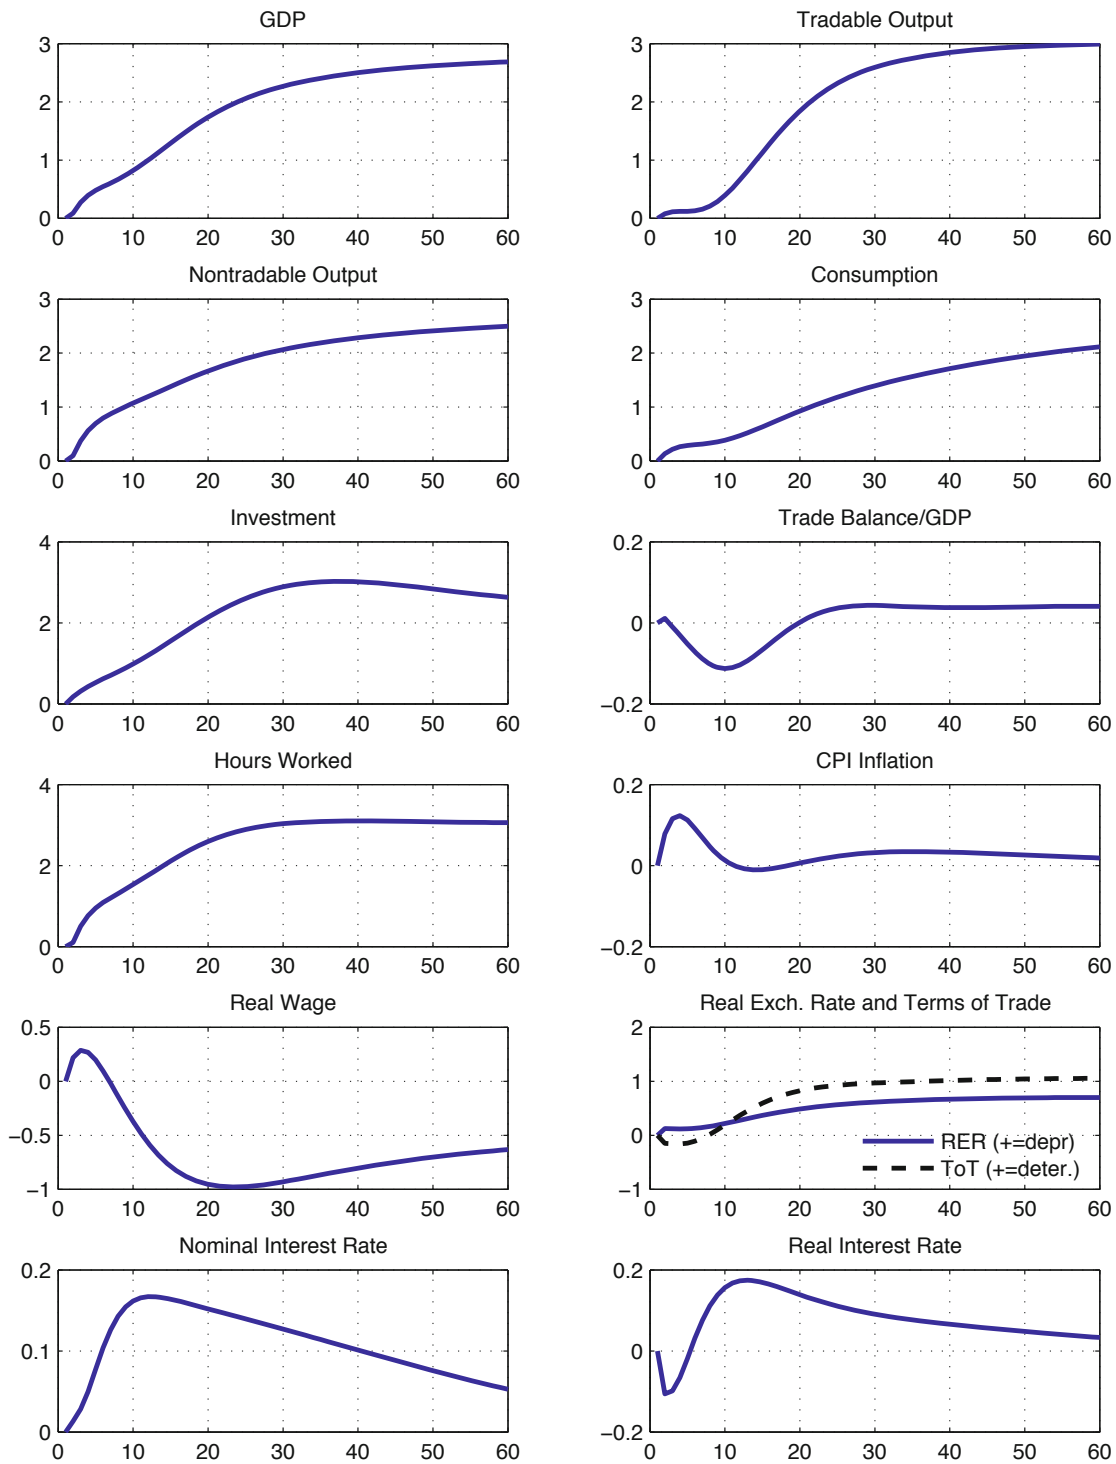 GDP
3
2
1
0
0 10 20 30 40 50 60
Tradable Output
3
2
1
0
0 10 20 30 40 50 60
Nontradable Output
3
2
1
0
0 10 20 30 40 50 60
Consumption
3
2
1
0
0 10 20 30 40 50 60
Investment
4
2
0
0 10 20 30 40 50 60
Trade Balance/GDP
0.2
0
−0.2
0 10 20 30 40 50 60
Hours Worked
4
2
0
0 10 20 30 40 50 60
CPI Inflation
0.2
0
−0.2
0 10 20 30 40 50 60
Real Wage
0.5
0
−0.5
−1
0 10 20 30 40 50 60
Real Exch. Rate and Terms of Trade
2
1
0
−1
RER (+=depr)
ToT (+=deter.)
0 10 20 30 40 50 60
Nominal Interest Rate
0.2
0.1
0
0 10 20 30 40 50 60
Real Interest Rate
0.2
0
−0.2
0 10 20 30 40 50 60